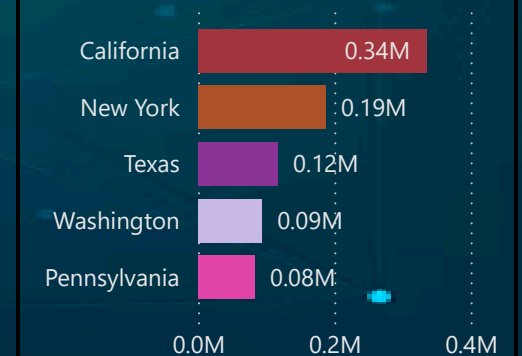 California 0.34M
New York 0.19M
Texas 0.12M
Washington 0.09M
Pennsylvania 0.08M
0.0M 0.2M 0.4M